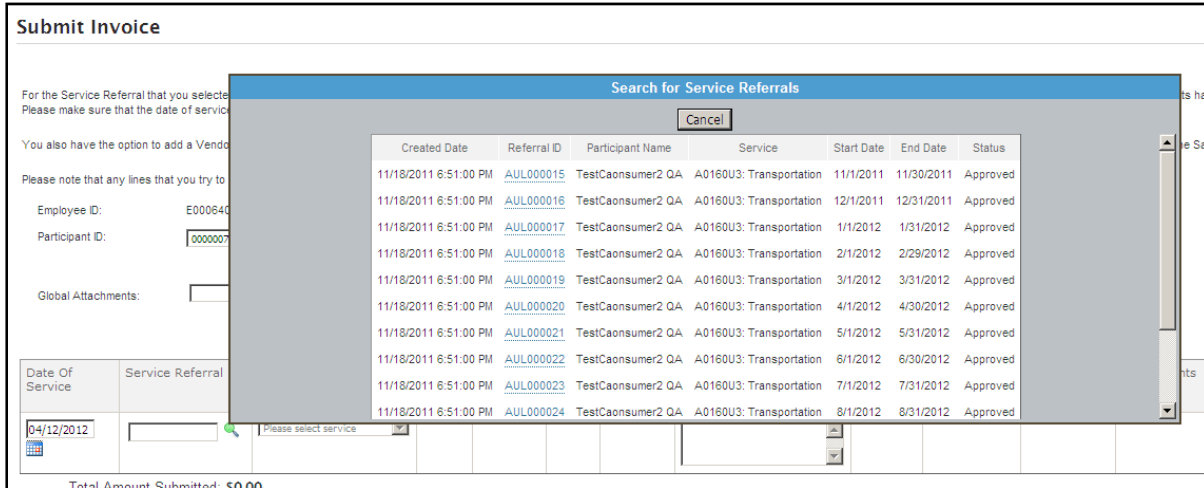 Submit Invoice
Search for Service Referrals
Cancel
For the Service Referral that you selecte
ts ha
Please make sure that the date of service
You also have the option to add a Vendo
e Sa
Please note that any lines that you try to
Employee ID: E000640
Participant ID: 0000007
Global Attachments:
Created Date Referral ID Participant Name Service Start Date End Date Status
11/18/2011 6:51:00 PM AUL000015 TestCaonsumer2 QA A0160U3: Transportation 11/1/2011 11/30/2011 Approved
11/18/2011 6:51:00 PM AUL000016 TestCaonsumer2 QA A0160U3: Transportation 12/1/2011 12/31/2011 Approved
11/18/2011 6:51:00 PM AUL000017 TestCaonsumer2 QA A0160U3: Transportation 1/1/2012 1/31/2012 Approved
11/18/2011 6:51:00 PM AUL000018 TestCaonsumer2 QA A0160U3: Transportation 2/1/2012 2/29/2012 Approved
11/18/2011 6:51:00 PM AUL000019 TestCaonsumer2 QA A0160U3: Transportation 3/1/2012 3/31/2012 Approved
11/18/2011 6:51:00 PM AUL000020 TestCaonsumer2 QA A0160U3: Transportation 4/1/2012 4/30/2012 Approved
11/18/2011 6:51:00 PM AUL000021 TestCaonsumer2 QA A0160U3: Transportation 5/1/2012 5/31/2012 Approved
11/18/2011 6:51:00 PM AUL000022 TestCaonsumer2 QA A0160U3: Transportation 6/1/2012 6/30/2012 Approved
11/18/2011 6:51:00 PM AUL000023 TestCaonsumer2 QA A0160U3: Transportation 7/1/2012 7/31/2012 Approved
11/18/2011 6:51:00 PM AUL000024 TestCaonsumer2 QA A0160U3: Transportation 8/1/2012 8/31/2012 Approved
Date Of Service Referral nts
Service
04/12/2012 Please select service
Total Amount Submitted: $0.00